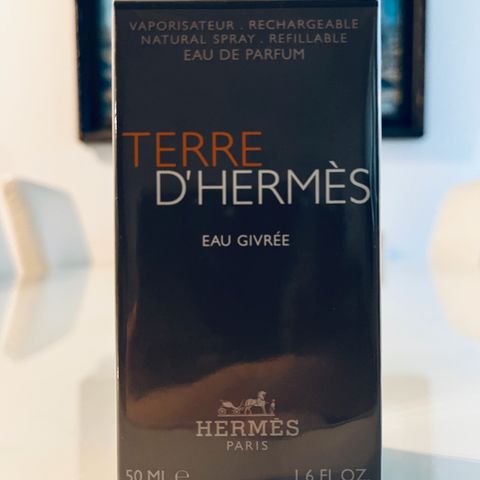 VAPORISATEUR . RECHARGEABLE
NATURAL SPRAY . REFILLABLE
EAU DE PARFUM
TERRE
D'HERMÈS
EAU GIVRÉE
HERMÈS
PARIS
50 ML ℮ 1.6 FL.OZ.